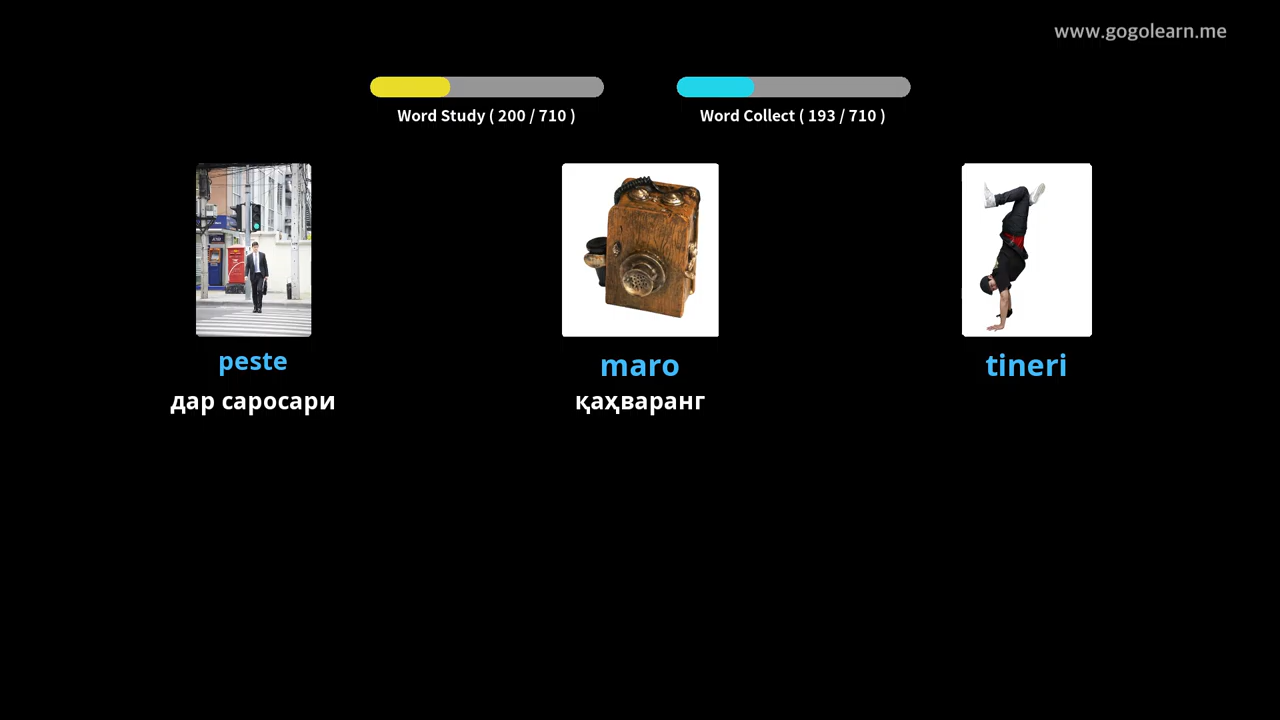 www.gogolearn.me
Word Study ( 200 / 710 )
Word Collect ( 193 / 710 )
peste
maro
tineri
дар саросари
қаҳваранг